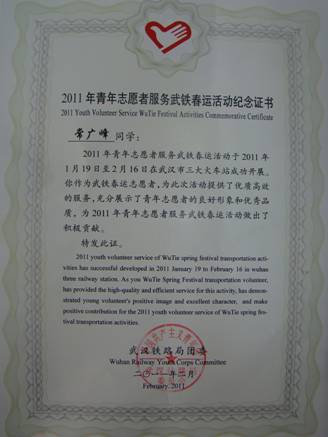 2011年青年志愿者服务武铁春运活动纪念证书
2011 Youth Volunteer Service WuTie Festival Activities Commemorative Certificate
常广峰 同学:
2011年青年志愿者服务武铁春运活动于2011年
1月19日至2月16日在武汉市三大火车站成功开展。
你作为武铁春运志愿者,为此次活动提供了优质高效
的服务,充分展示了青年志愿者的良好形象和优秀品
质,为2011年青年志愿者服务武铁春运活动做出了
积极贡献。
特发此证。
2011 youth volunteer service of WuTie spring festival transportation acti-
vities has successful developed in 2011 January 19 to February 16 in wuhan
three railway station. As you WuTie Spring Festival transportation volunteer,
has provided the high-quality and efficient service for this activity, has demon-
strated young volunteer's positive image and excellent character, and make
positive contribution for the 2011 youth volunteer service of WuTie spring fes-
tival transportation activities.
武汉铁路局团委
Wuhan Railway Youth Corps Committee
二〇一一年二月
February, 2011